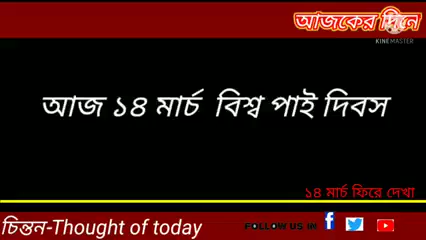 আজকের দিনে
KINEMASTER
আজ ১৪ মার্চ বিশ্ব পাই দিবস
১৪ মার্চ ফিরে দেখা
চিন্তন-Thought of today
FOLLOW US IN